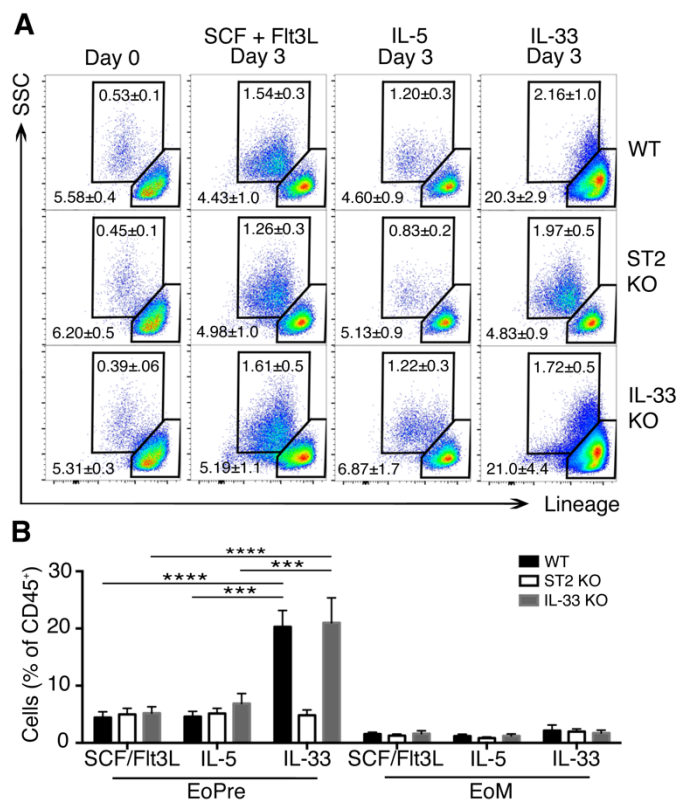 A
Day 0
SCF + Flt3L
Day 3
IL-5
Day 3
IL-33
Day 3
SSC
0.53±0.1
1.54±0.3
1.20±0.3
2.16±1.0
WT
5.58±0.4
4.43±1.0
4.60±0.9
20.3±2.9
0.45±0.1
1.26±0.3
0.83±0.2
1.97±0.5
ST2
KO
6.20±0.5
4.98±1.0
5.13±0.9
4.83±0.9
0.39±.06
1.61±0.5
1.22±0.3
1.72±0.5
IL-33
KO
5.31±0.3
5.19±1.1
6.87±1.7
21.0±4.4
Lineage
B
****
****
***
***
WT
ST2 KO
IL-33 KO
Cells (% of CD45⁺)
30
20
10
0
SCF/Flt3L IL-5 IL-33 SCF/Flt3L IL-5 IL-33
EoPre EoM